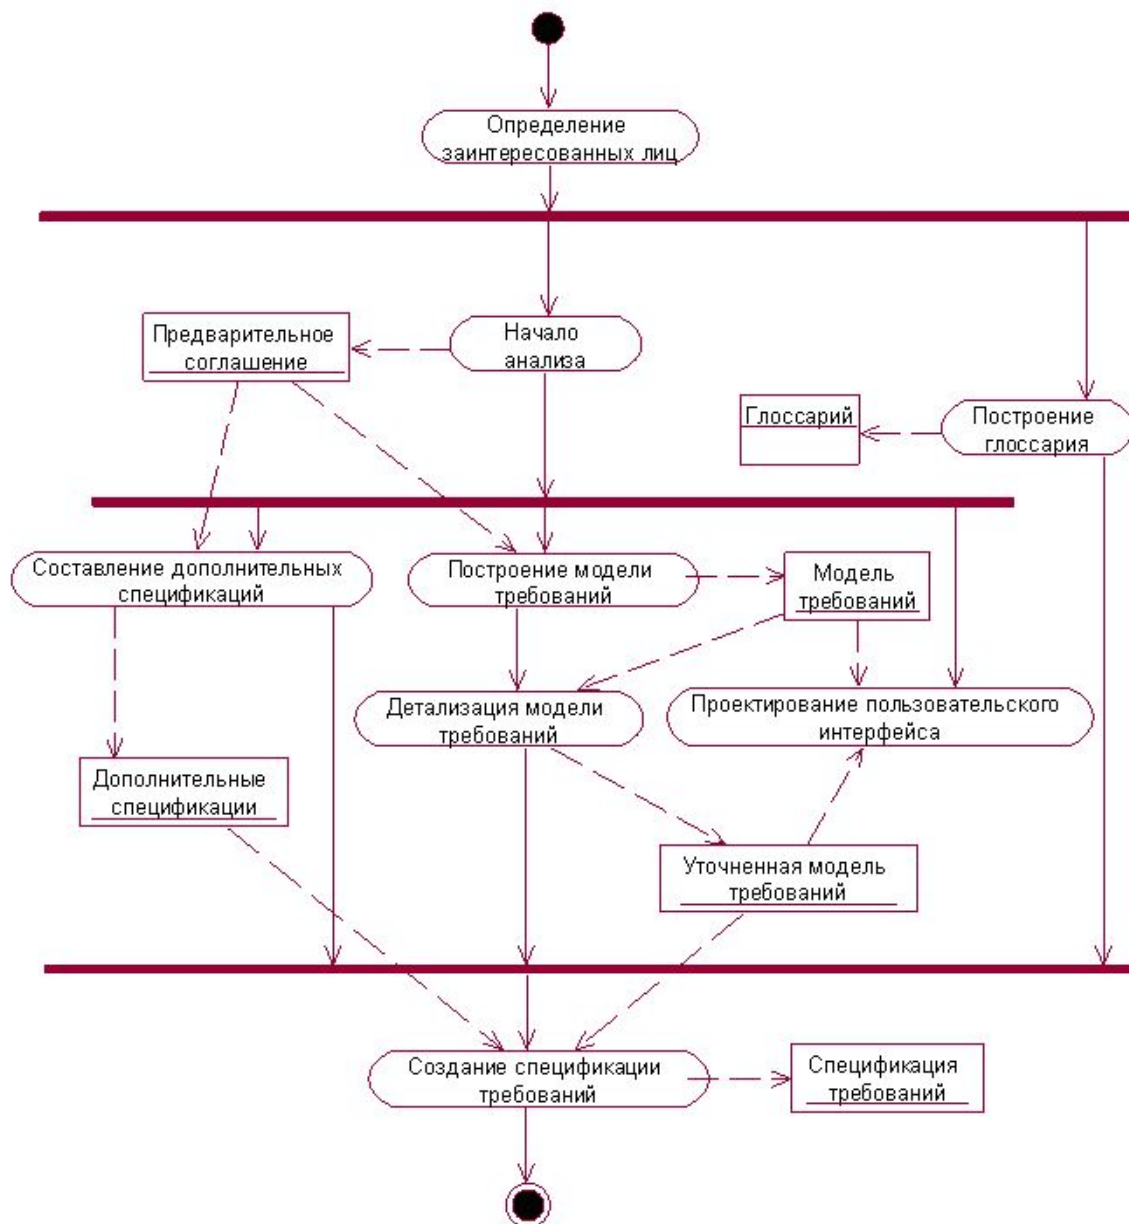 Определение
заинтересованных лиц
Предварительное
соглашение
Начало
анализа
Глоссарий
Построение
глоссария
Составление дополнительных
спецификаций
Построение модели
требований
Модель
требований
Детализация модели
требований
Проектирование пользовательского
интерфейса
Дополнительные
спецификации
Уточненная модель
требований
Создание спецификации
требований
Спецификация
требований